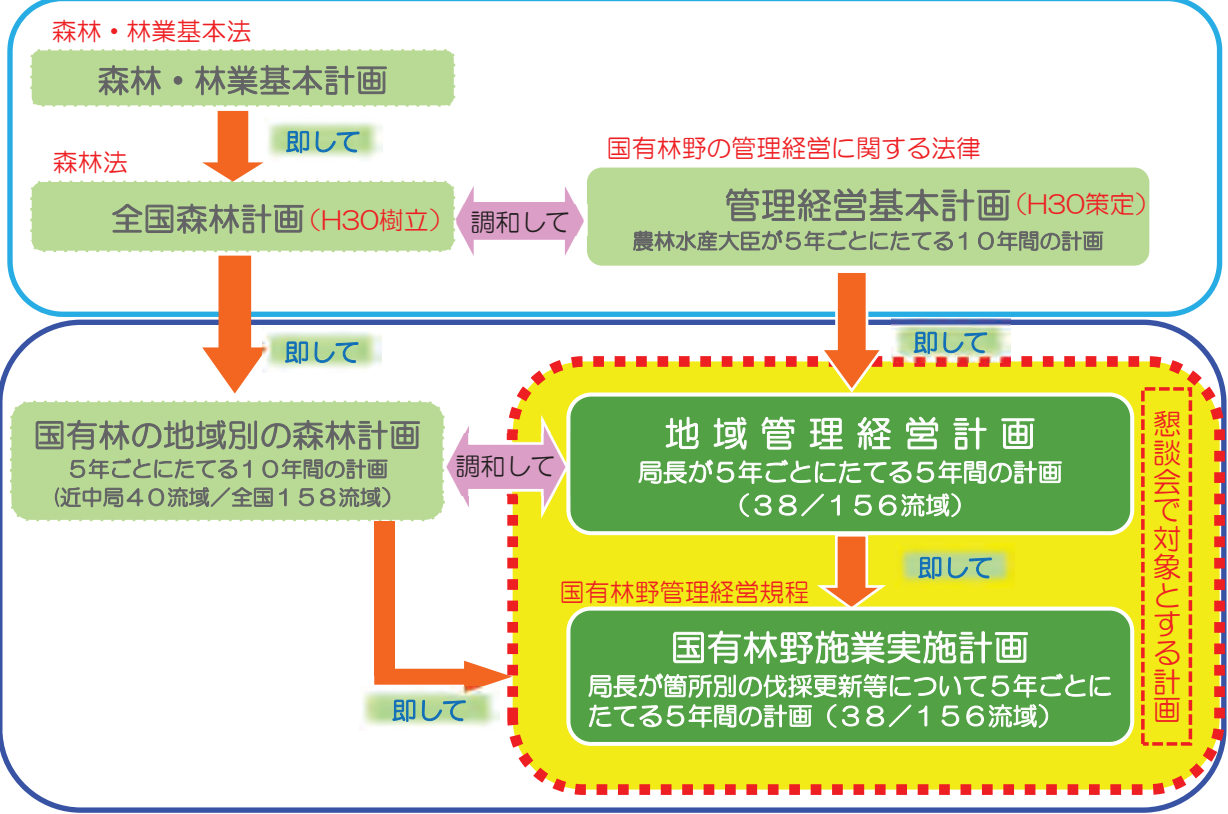 森林・林業基本法
森林・林業基本計画
即して
森林法
全国森林計画（H30樹立）
調和して
国有林野の管理経営に関する法律
管理経営基本計画（H30策定）
農林水産大臣が５年ごとにたてる１０年間の計画
即して
即して
国有林の地域別の森林計画
５年ごとにたてる１０年間の計画
(近中局４０流域／全国１５８流域）
調和して
地域管理経営計画
局長が５年ごとにたてる５年間の計画
（３８／１５６流域）
即して
国有林野管理経営規程
国有林野施業実施計画
局長が箇所別の伐採更新等について５年ごとに
たてる５年間の計画（３８／１５６流域）
即して
懇談会で対象とする計画